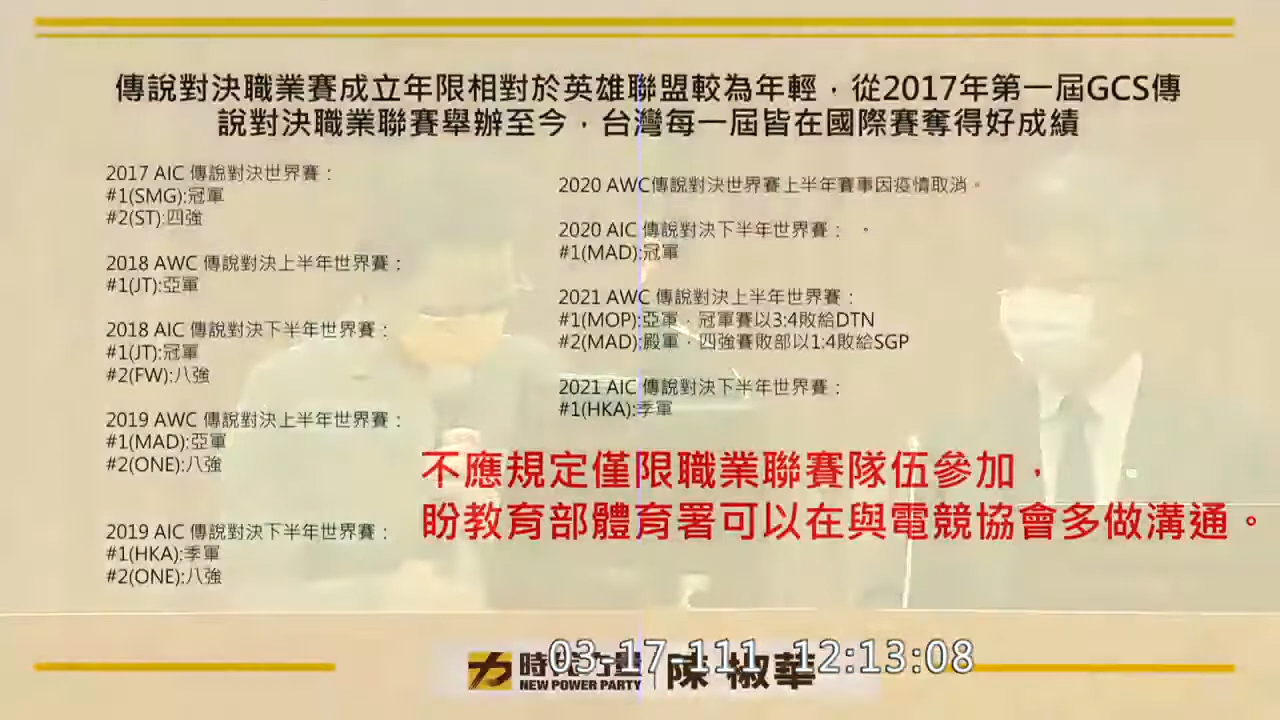 傳說對決職業賽成立年限相對於英雄聯盟較為年輕，從2017年第一屆GCS傳
說對決職業聯賽舉辦至今，台灣每一屆皆在國際賽奪得好成績
2017 AIC 傳說對決世界賽：
#1(SMG):冠軍
#2(ST):四強
2018 AWC 傳說對決上半年世界賽：
#1(JT):亞軍
2018 AIC 傳說對決下半年世界賽：
#1(JT):冠軍
#2(FW):八強
2019 AWC 傳說對決上半年世界賽：
#1(MAD):亞軍
#2(ONE):八強
2019 AIC 傳說對決下半年世界賽：
#1(HKA):季軍
#2(ONE):八強
2020 AWC傳說對決世界賽上半年賽事因疫情取消。
2020 AIC 傳說對決下半年世界賽： 。
#1(MAD):冠軍
2021 AWC 傳說對決上半年世界賽：
#1(MOP):亞軍，冠軍賽以3:4敗給DTN
#2(MAD):殿軍，四強賽敗部以1:4敗給SGP
2021 AIC 傳說對決下半年世界賽：
#1(HKA):季軍
不應規定僅限職業聯賽隊伍參加，
盼教育部體育署可以在與電競協會多做溝通。
時代力量
NEW POWER PARTY
陳椒華
03-17-111 12:13:08